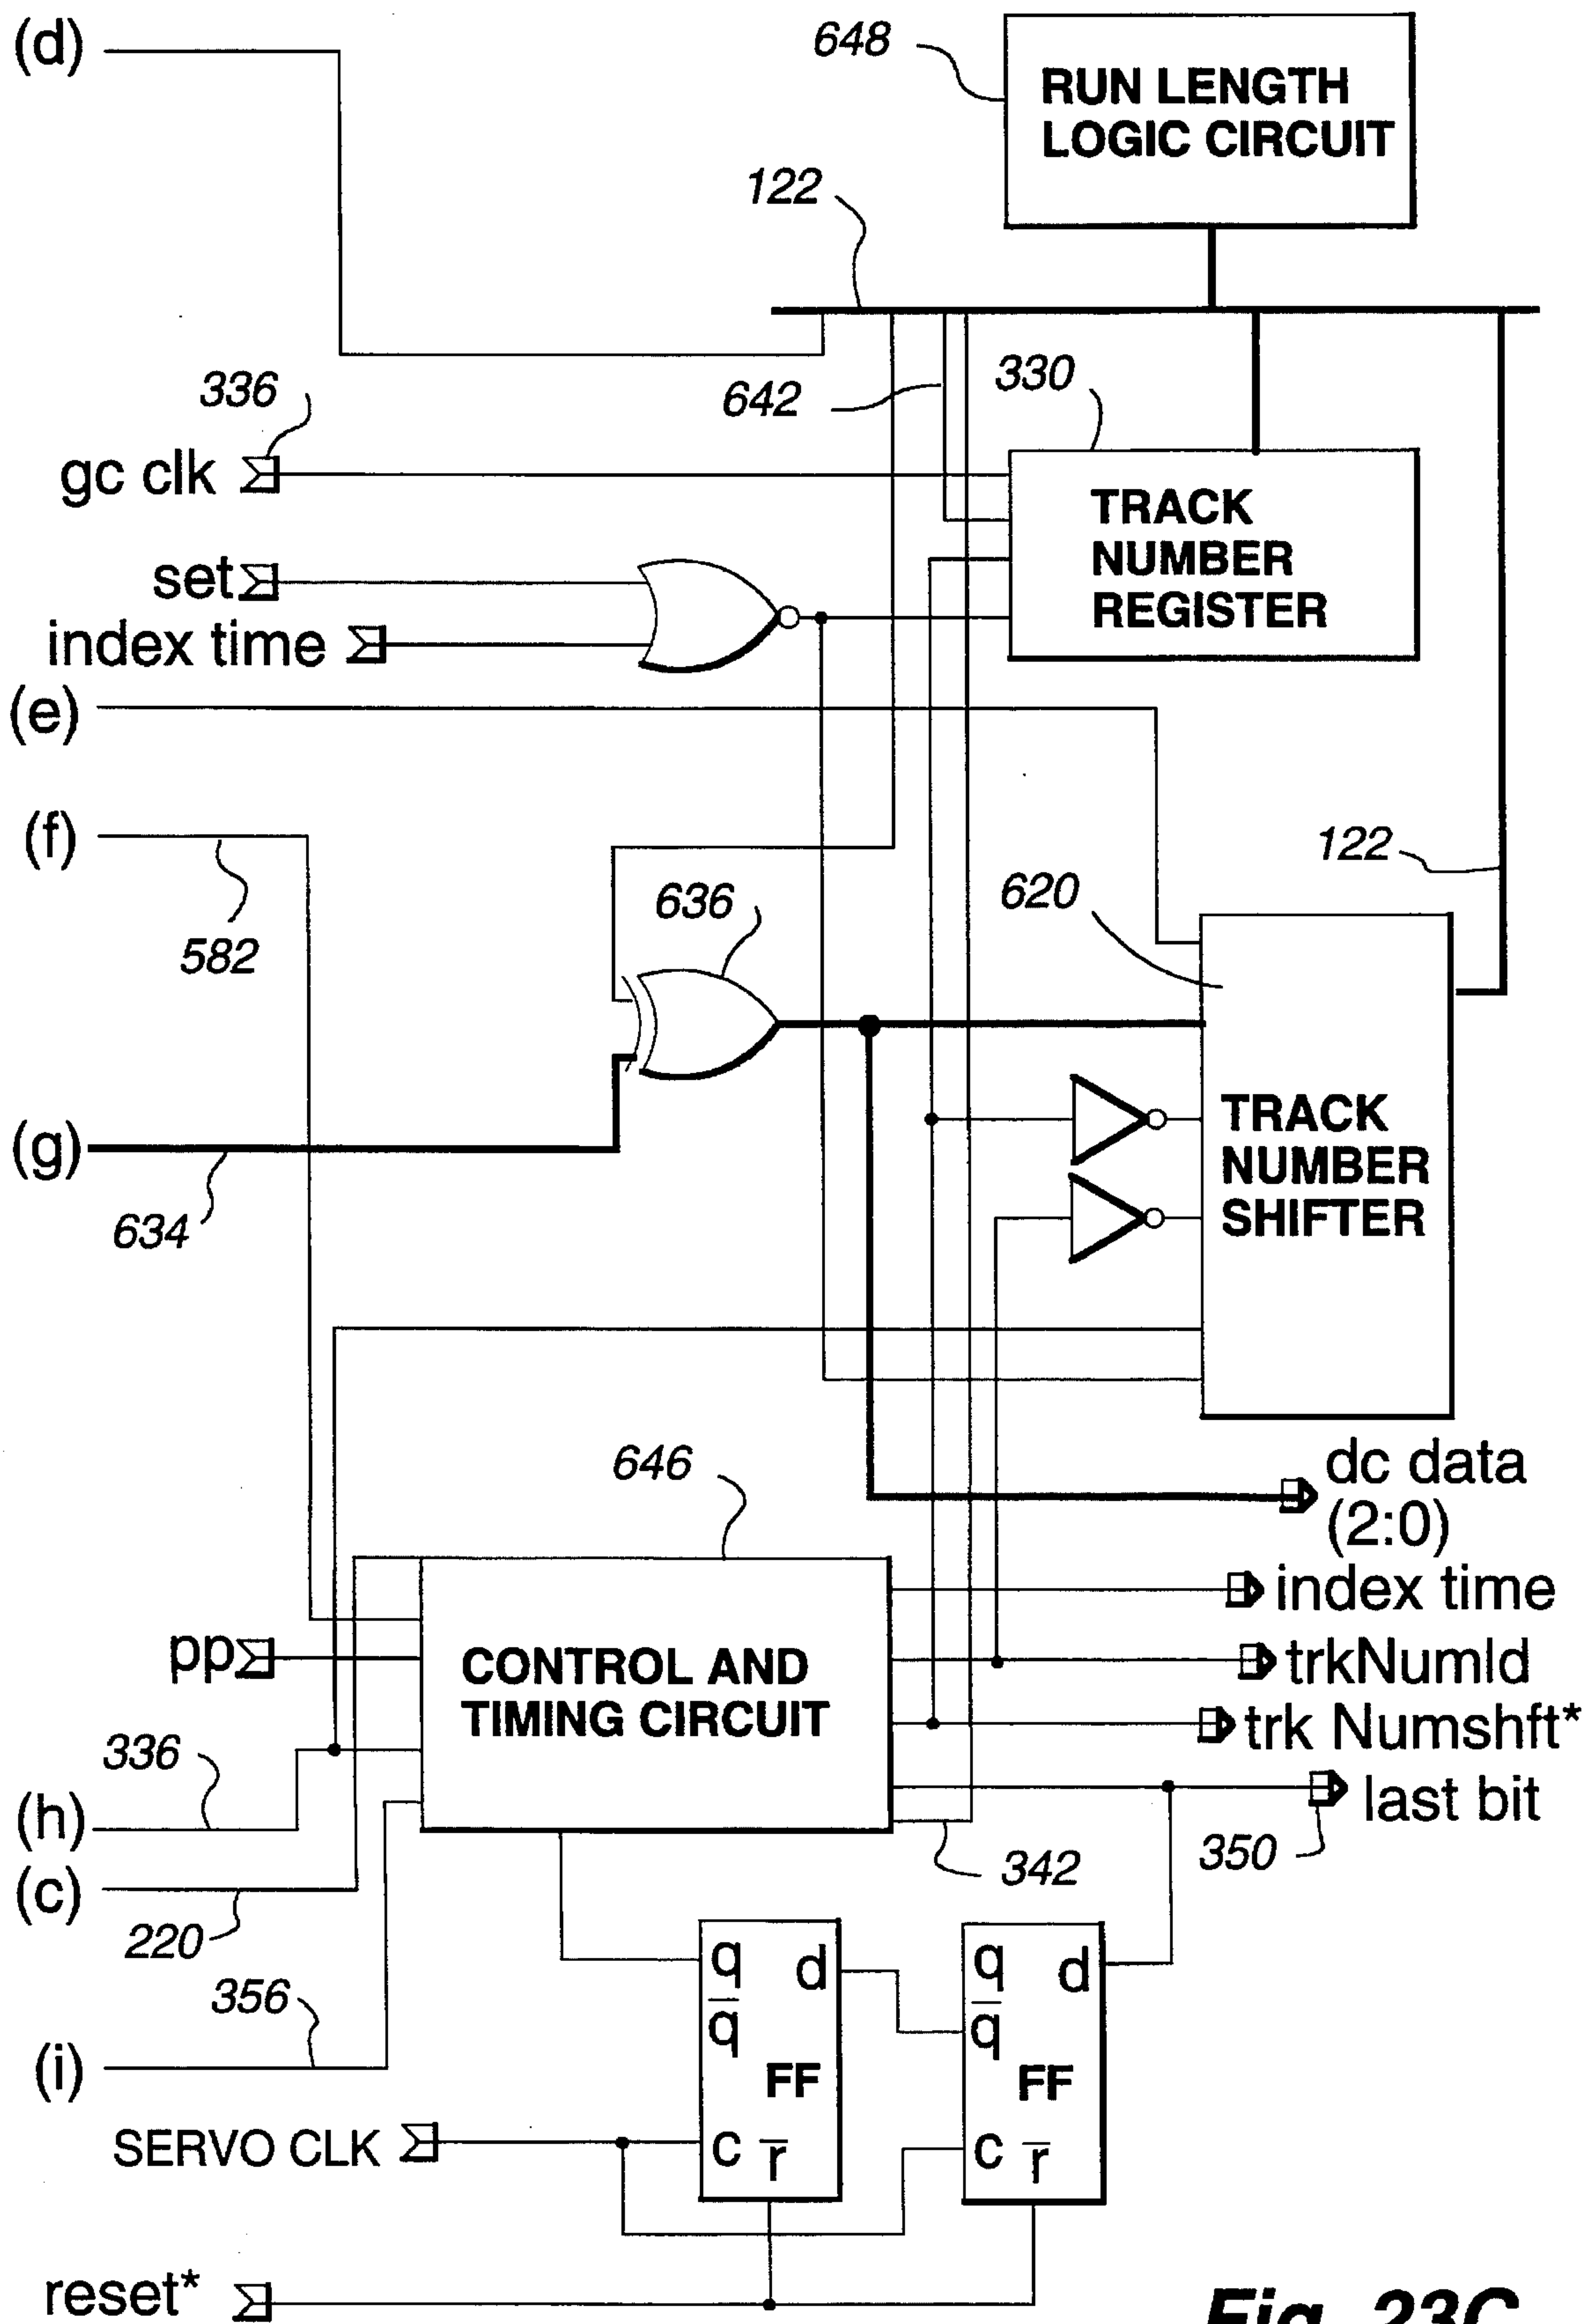 (d)
648
RUN LENGTH
LOGIC CIRCUIT
122
336
642
330
gc clk
TRACK
NUMBER
REGISTER
set
index time
(e)
(f)
582
122
636
620
(g)
634
TRACK
NUMBER
SHIFTER
646
dc data
(2:0)
index time
pp
CONTROL AND
TIMING CIRCUIT
trkNumld
trk Numshft*
336
(h)
last bit
350
342
(c)
220
356
(i)
q d
q
FF
c r
q d
q
FF
c r
SERVO CLK
reset*
Fig. 23C